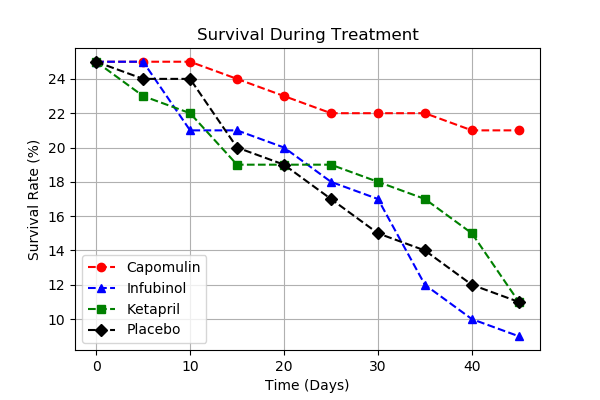 Survival During Treatment
Survival Rate (%)
24
22
20
18
16
14
12
10
Capomulin
Infubinol
Ketapril
Placebo
0 10 20 30 40
Time (Days)